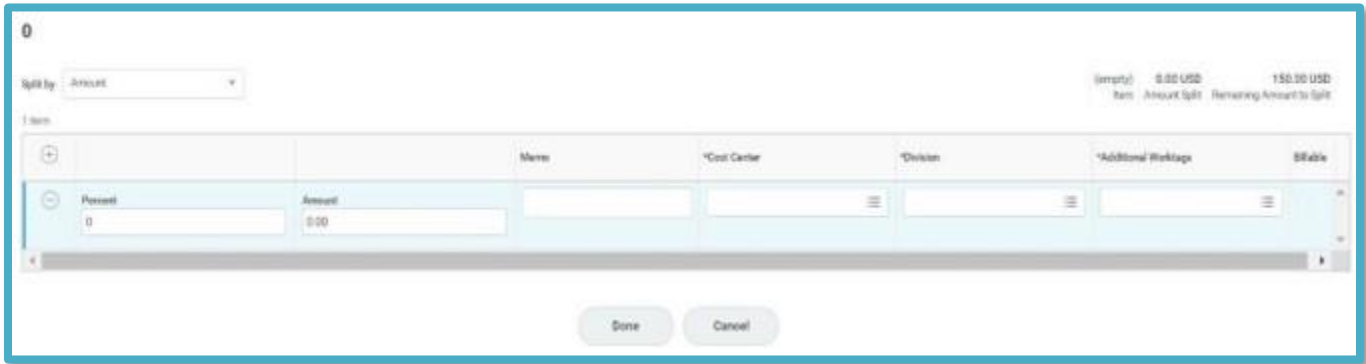 0
Split by Amount
(empty) 0.00 USD 150.00 USD
Item Amount Split Remaining Amount to Split
1 item
Memo *Cost Center *Division *Additional Worktags Billable
Percent Amount
0 0.00
Done Cancel